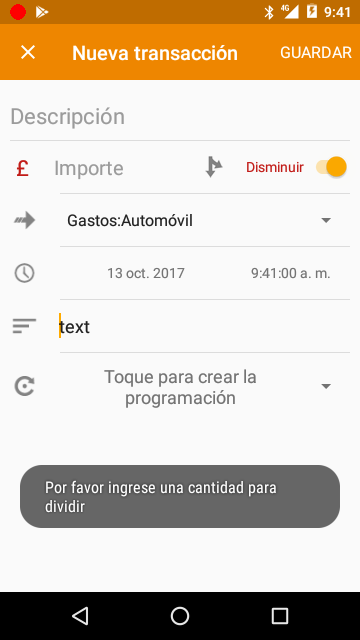 4G 9:41
Nueva transacción GUARDAR
Descripción
£ Importe Disminuir
Gastos:Automóvil
13 oct. 2017 9:41:00 a. m.
text
Toque para crear la
programación
Por favor ingrese una cantidad para
dividir